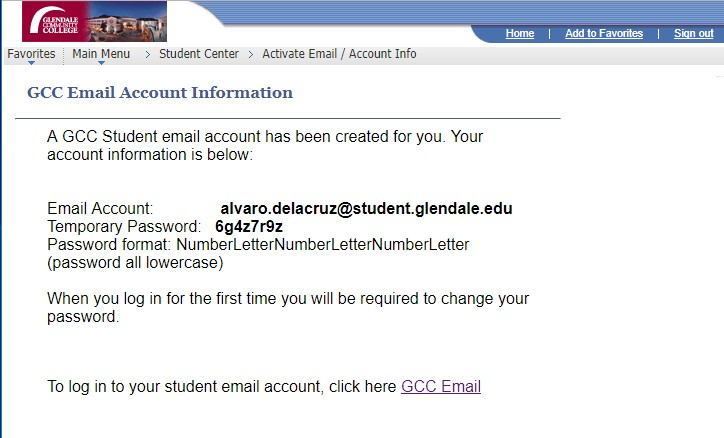 GLENDALE
COMMUNITY
COLLEGE
Home | Add to Favorites | Sign out
Favorites Main Menu > Student Center > Activate Email / Account Info
GCC Email Account Information
A GCC Student email account has been created for you. Your
account information is below:
Email Account: alvaro.delacruz@student.glendale.edu
Temporary Password: 6g4z7r9z
Password format: NumberLetterNumberLetterNumberLetter
(password all lowercase)
When you log in for the first time you will be required to change your
password.
To log in to your student email account, click here GCC Email